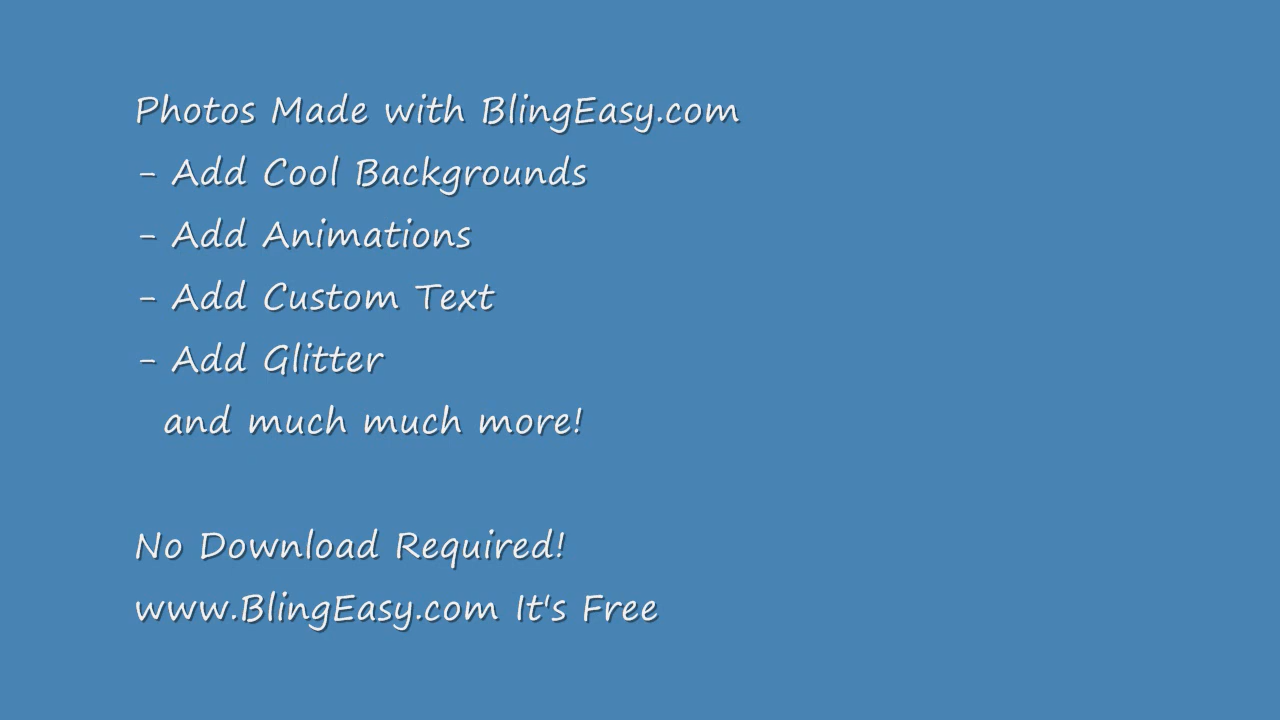 Photos Made with BlingEasy.com
- Add Cool Backgrounds
- Add Animations
- Add Custom Text
- Add Glitter
and much much more!
No Download Required!
www.BlingEasy.com It's Free